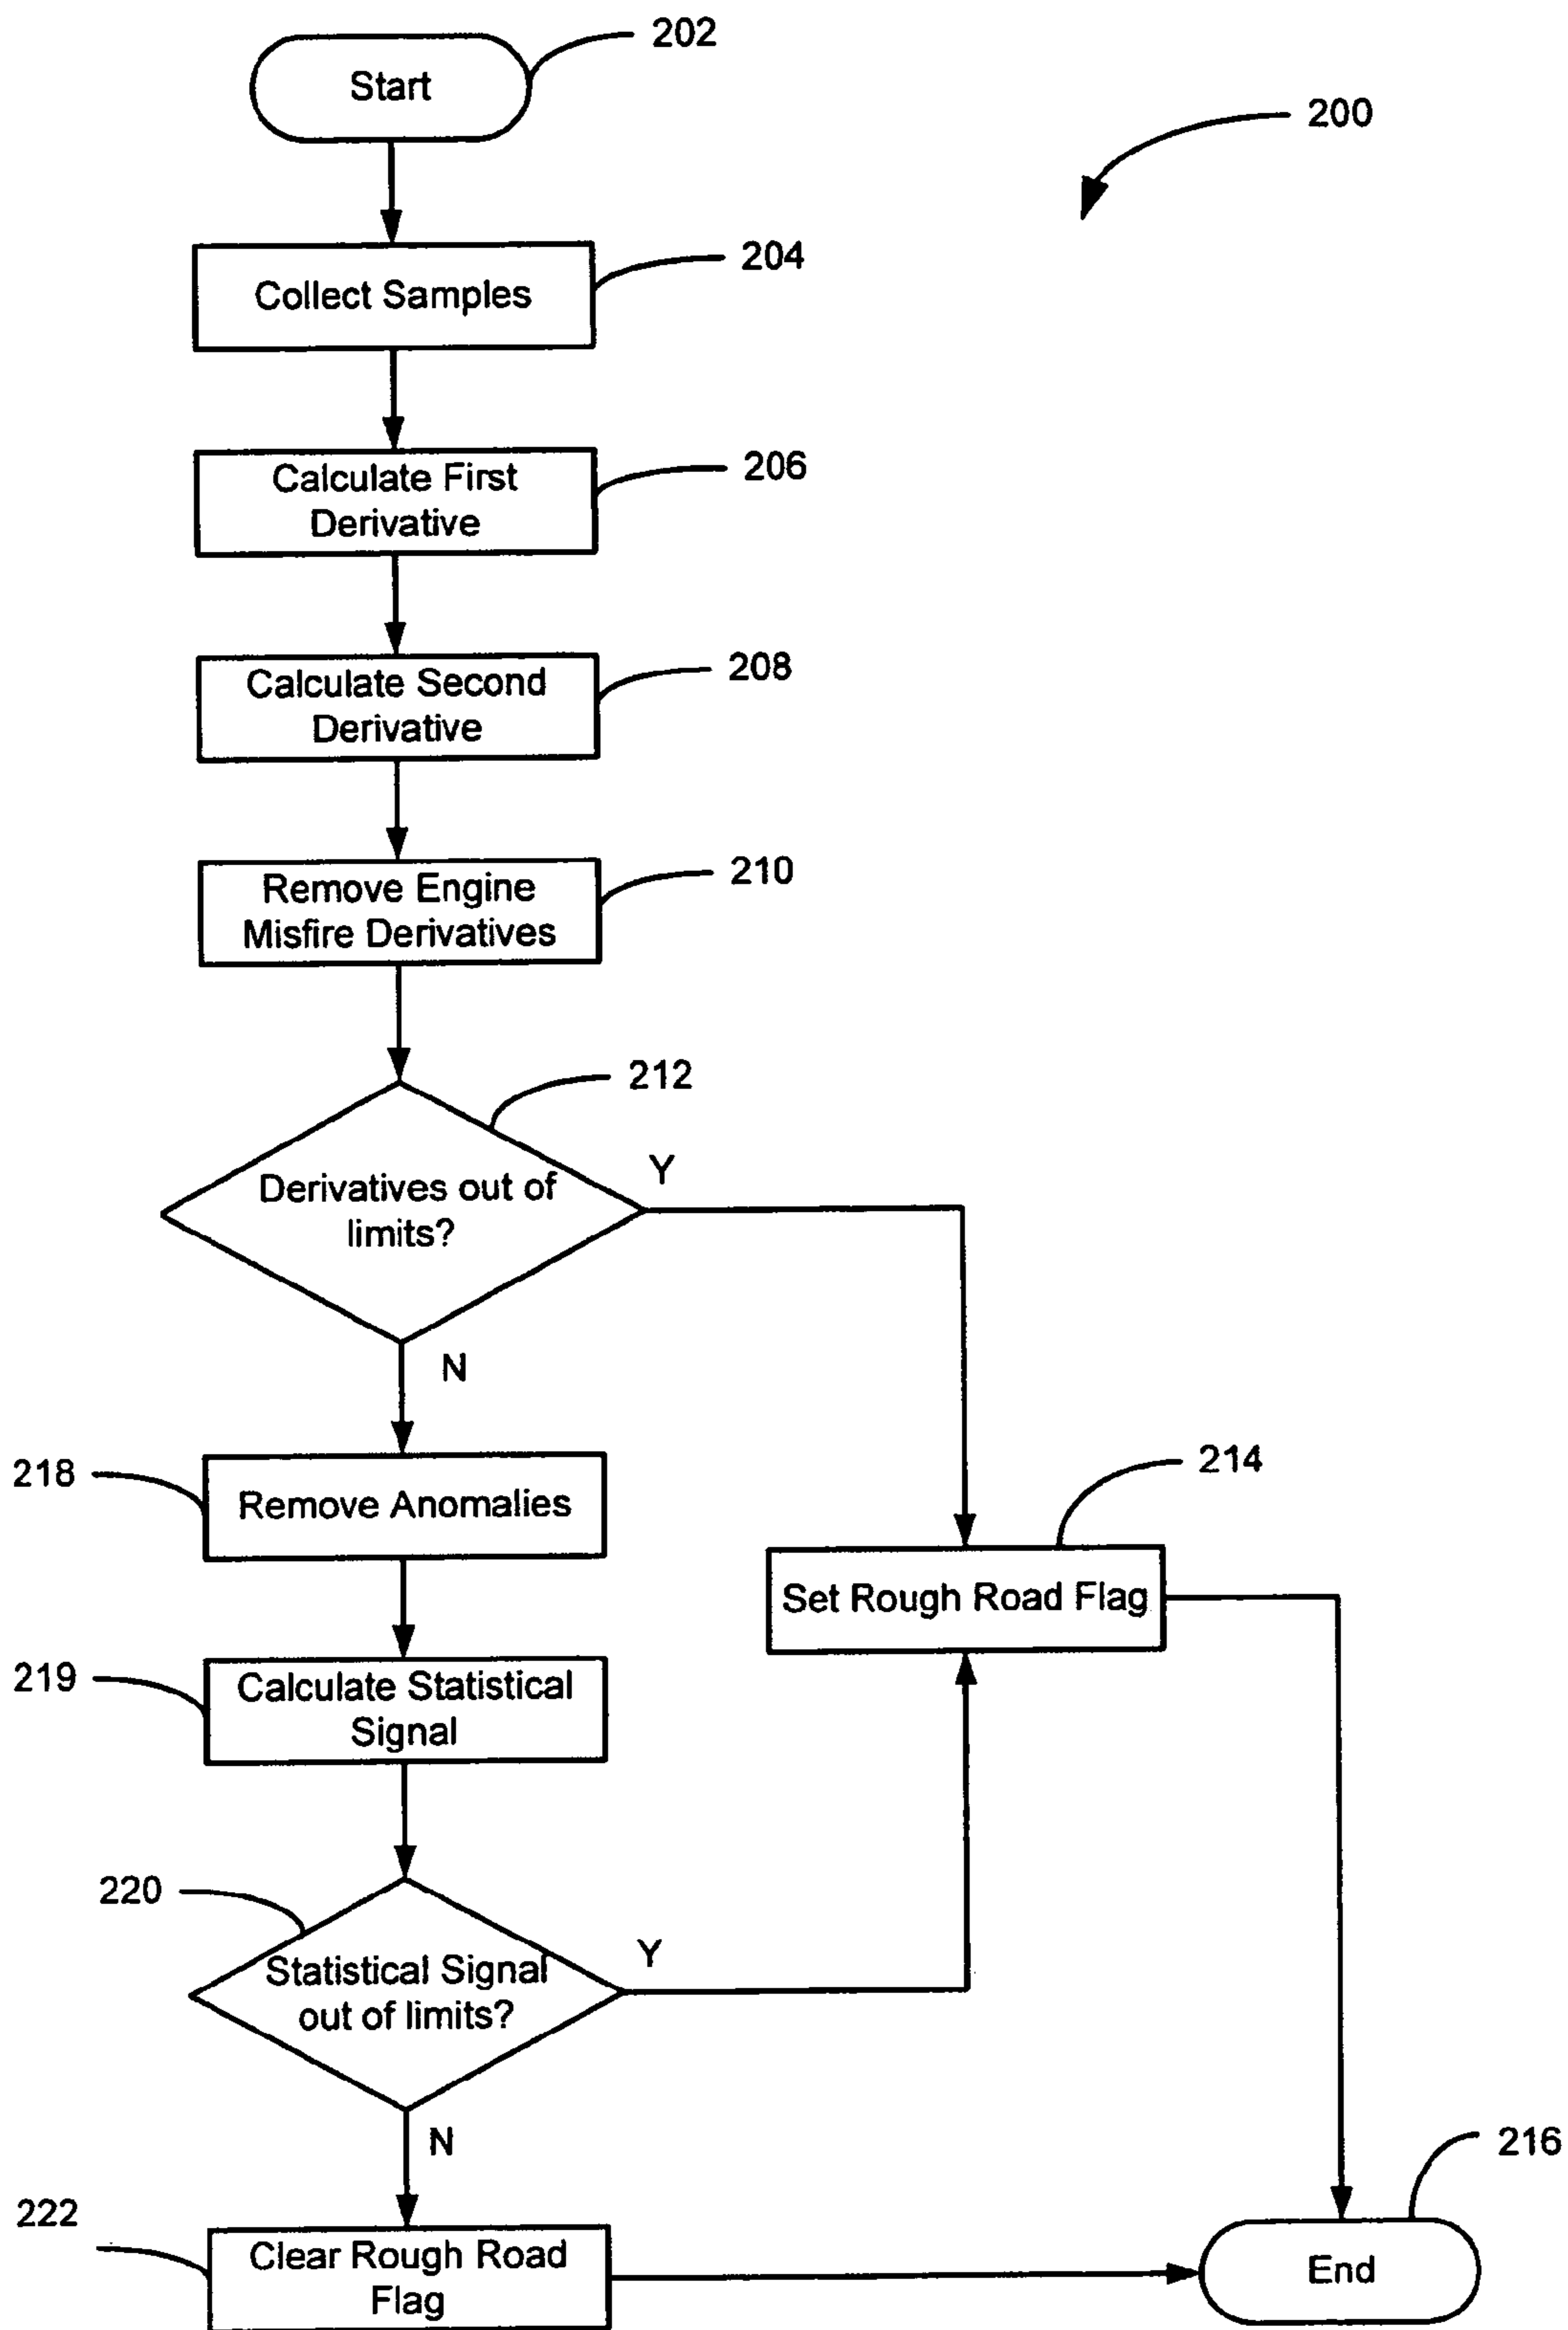 202
Start
200
204
Collect Samples
206
Calculate First
Derivative
208
Calculate Second
Derivative
210
Remove Engine
Misfire Derivatives
212
Derivatives out of
limits?
Y
N
218
Remove Anomalies
214
Set Rough Road Flag
219
Calculate Statistical
Signal
220
Statistical Signal
out of limits?
Y
N
216
222
Clear Rough Road
Flag
End